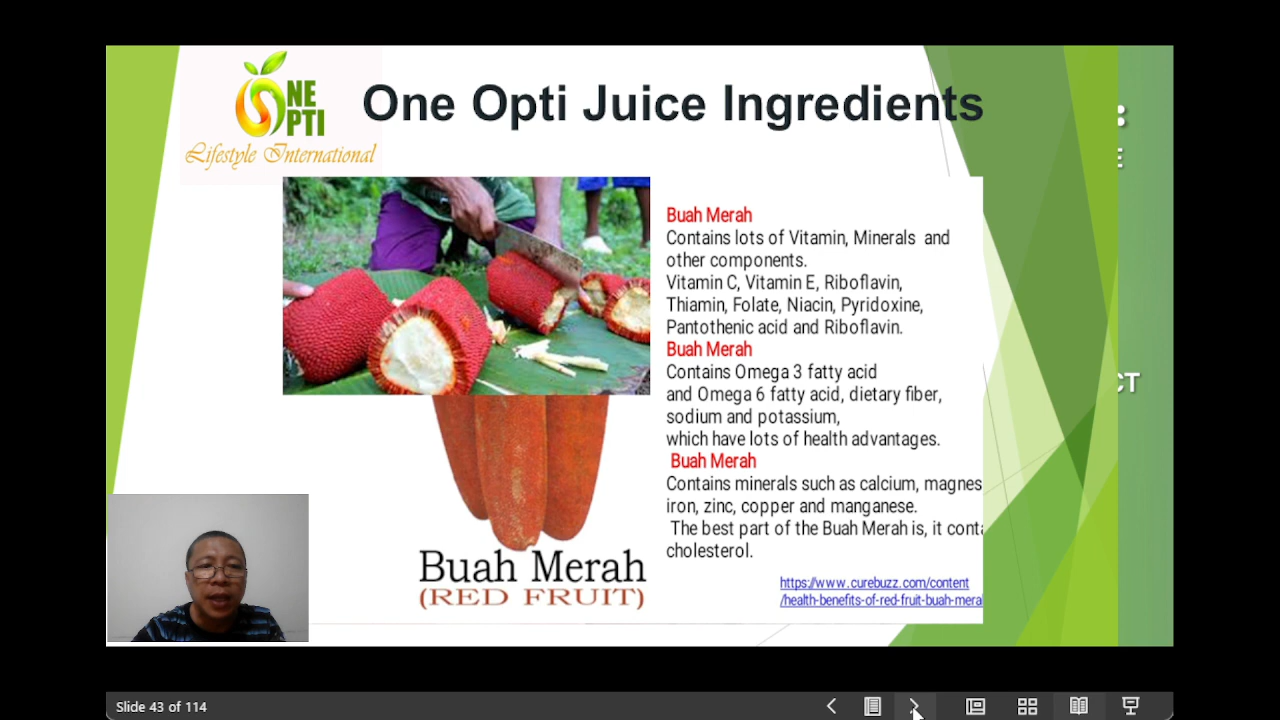 NE
PTI
Lifestyle International
One Opti Juice Ingredients
:
E
CT
Buah Merah
Contains lots of Vitamin, Minerals and
other components.
Vitamin C, Vitamin E, Riboflavin,
Thiamin, Folate, Niacin, Pyridoxine,
Pantothenic acid and Riboflavin.
Buah Merah
Contains Omega 3 fatty acid
and Omega 6 fatty acid, dietary fiber,
sodium and potassium,
which have lots of health advantages.
Buah Merah
Contains minerals such as calcium, magnes
iron, zinc, copper and manganese.
The best part of the Buah Merah is, it conta
cholesterol.
https://www.curebuzz.com/content
/health-benefits-of-red-fruit-buah-merah
Buah Merah
(RED FRUIT)
Slide 43 of 114